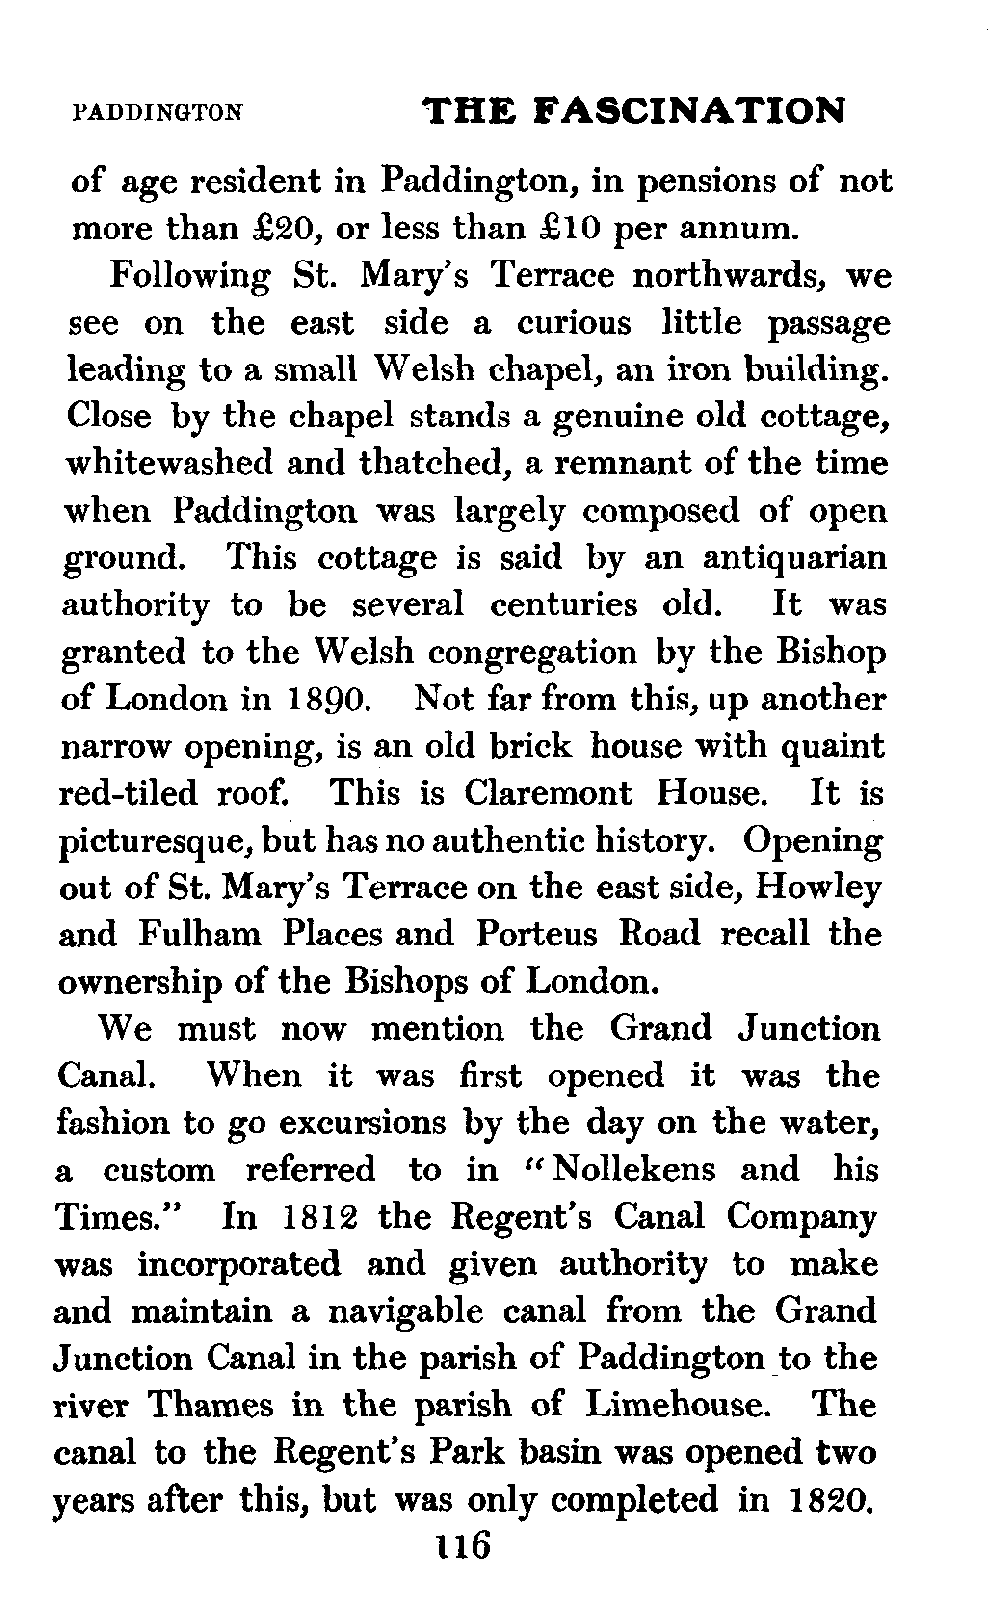 PADDINGTON THE FASCINATION
of age resident in Paddington, in pensions of not
more than £20, or less than £10 per annum.
Following St. Mary's Terrace northwards, we
see on the east side a curious little passage
leading to a small Welsh chapel, an iron building.
Close by the chapel stands a genuine old cottage,
whitewashed and thatched, a remnant of the time
when Paddington was largely composed of open
ground. This cottage is said by an antiquarian
authority to be several centuries old. It was
granted to the Welsh congregation by the Bishop
of London in 1890. Not far from this, up another
narrow opening, is an old brick house with quaint
red-tiled roof. This is Claremont House. It is
picturesque, but has no authentic history. Opening
out of St. Mary's Terrace on the east side, Howley
and Fulham Places and Porteus Road recall the
ownership of the Bishops of London.
We must now mention the Grand Junction
Canal. When it was first opened it was the
fashion to go excursions by the day on the water,
a custom referred to in “Nollekens and his
Times.” In 1812 the Regent's Canal Company
was incorporated and given authority to make
and maintain a navigable canal from the Grand
Junction Canal in the parish of Paddington to the
river Thames in the parish of Limehouse. The
canal to the Regent's Park basin was opened two
years after this, but was only completed in 1820.
116